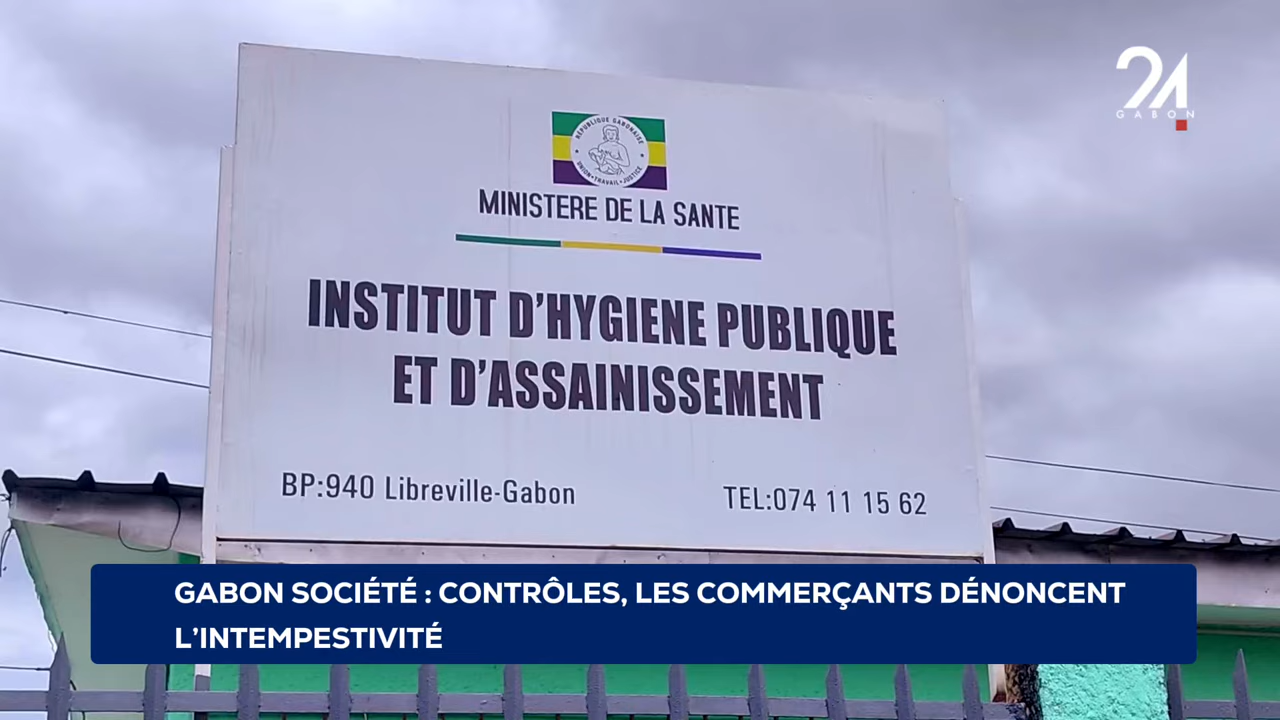 24
GABON
REPUBLIQUE GABONAISE
UNION • TRAVAIL • JUSTICE
MINISTERE DE LA SANTE
INSTITUT D'HYGIENE PUBLIQUE
ET D'ASSAINISSEMENT
BP:940 Libreville-Gabon
TEL:074 11 15 62
GABON SOCIÉTÉ : CONTRÔLES, LES COMMERÇANTS DÉNONCENT
L'INTEMPESTIVITÉ